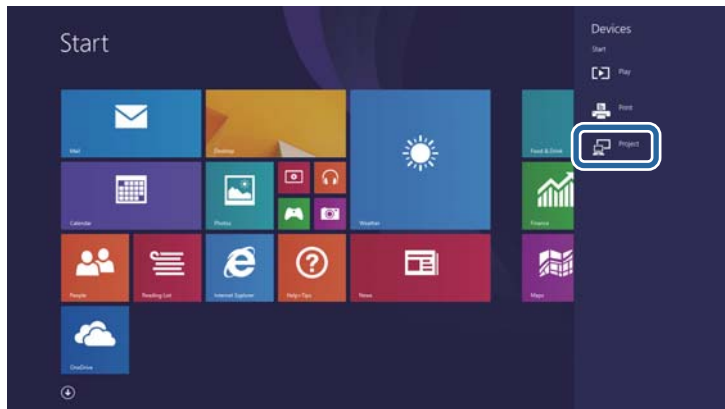 Start
Mail
Desktop
Calendar
Photos
Weather
People
Reading List
Internet Explorer
Help+Tips
News
OneDrive
Food & Drink
Finance
Maps
Devices
Start
Play
Print
Project